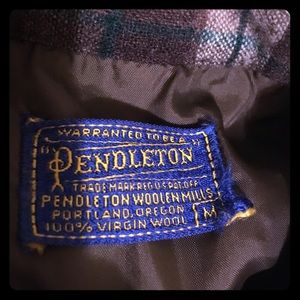 WARRANTED TO BE A
"PENDLETON"
TRADE MARK REG U S PAT OFF
PENDLETON WOOLEN MILLS
PORTLAND, OREGON
100% VIRGIN WOOL
M